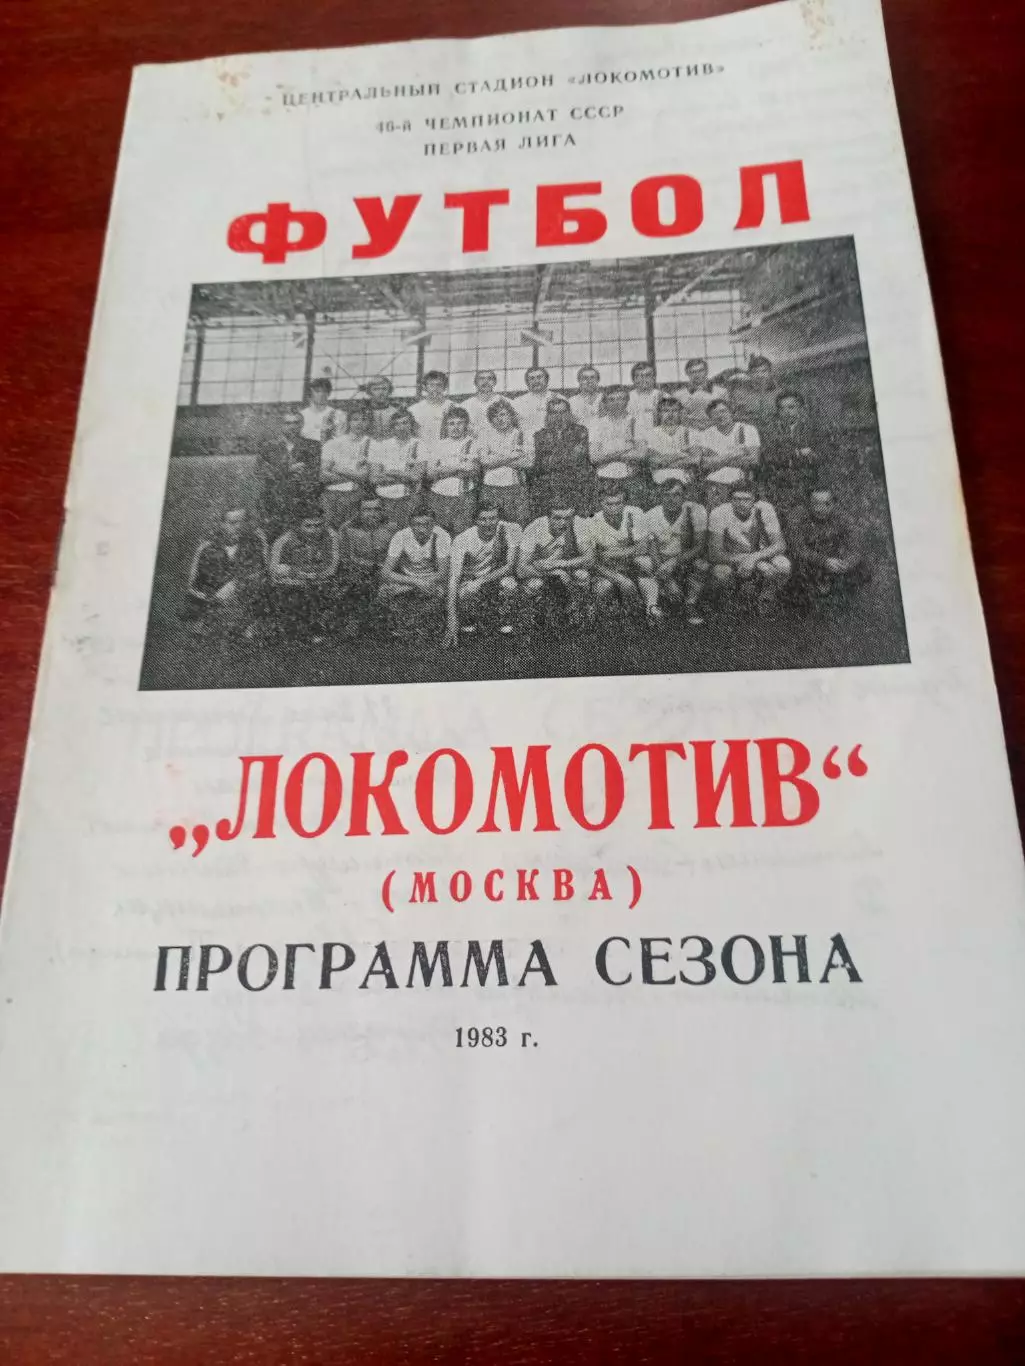 ЦЕНТРАЛЬНЫЙ СТАДИОН «ЛОКОМОТИВ»
46-й ЧЕМПИОНАТ СССР
ПЕРВАЯ ЛИГА
ФУТБОЛ
„ЛОКОМОТИВ“
(МОСКВА)
ПРОГРАММА СЕЗОНА
1983 г.